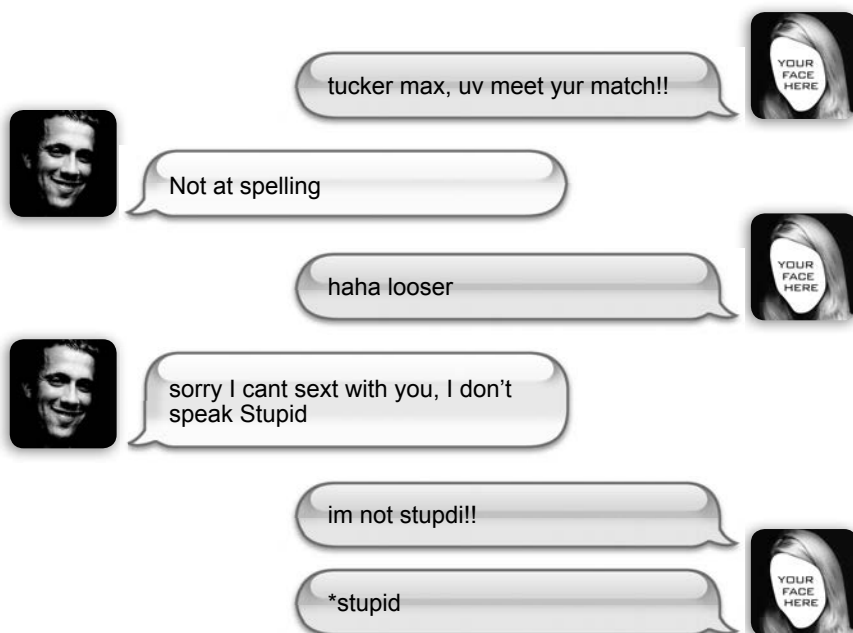 YOUR
FACE
HERE
tucker max, uv meet yur match!!
Not at spelling
YOUR
FACE
HERE
haha looser
sorry I cant sext with you, I don't
speak Stupid
im not stupdi!!
YOUR
FACE
HERE
*stupid